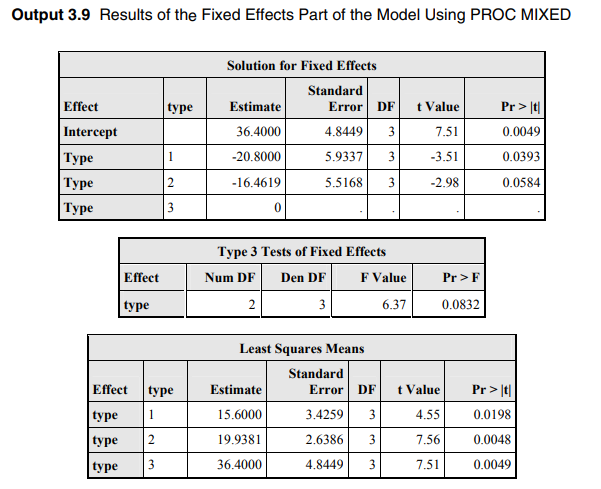 Output 3.9 Results of the Fixed Effects Part of the Model Using PROC MIXED
Solution for Fixed Effects
Effect type Estimate Standard Error DF t Value Pr > |t|
Intercept 36.4000 4.8449 3 7.51 0.0049
Type 1 -20.8000 5.9337 3 -3.51 0.0393
Type 2 -16.4619 5.5168 3 -2.98 0.0584
Type 3 0 . . . .
Type 3 Tests of Fixed Effects
Effect Num DF Den DF F Value Pr > F
type 2 3 6.37 0.0832
Least Squares Means
Effect type Estimate Standard Error DF t Value Pr > |t|
type 1 15.6000 3.4259 3 4.55 0.0198
type 2 19.9381 2.6386 3 7.56 0.0048
type 3 36.4000 4.8449 3 7.51 0.0049